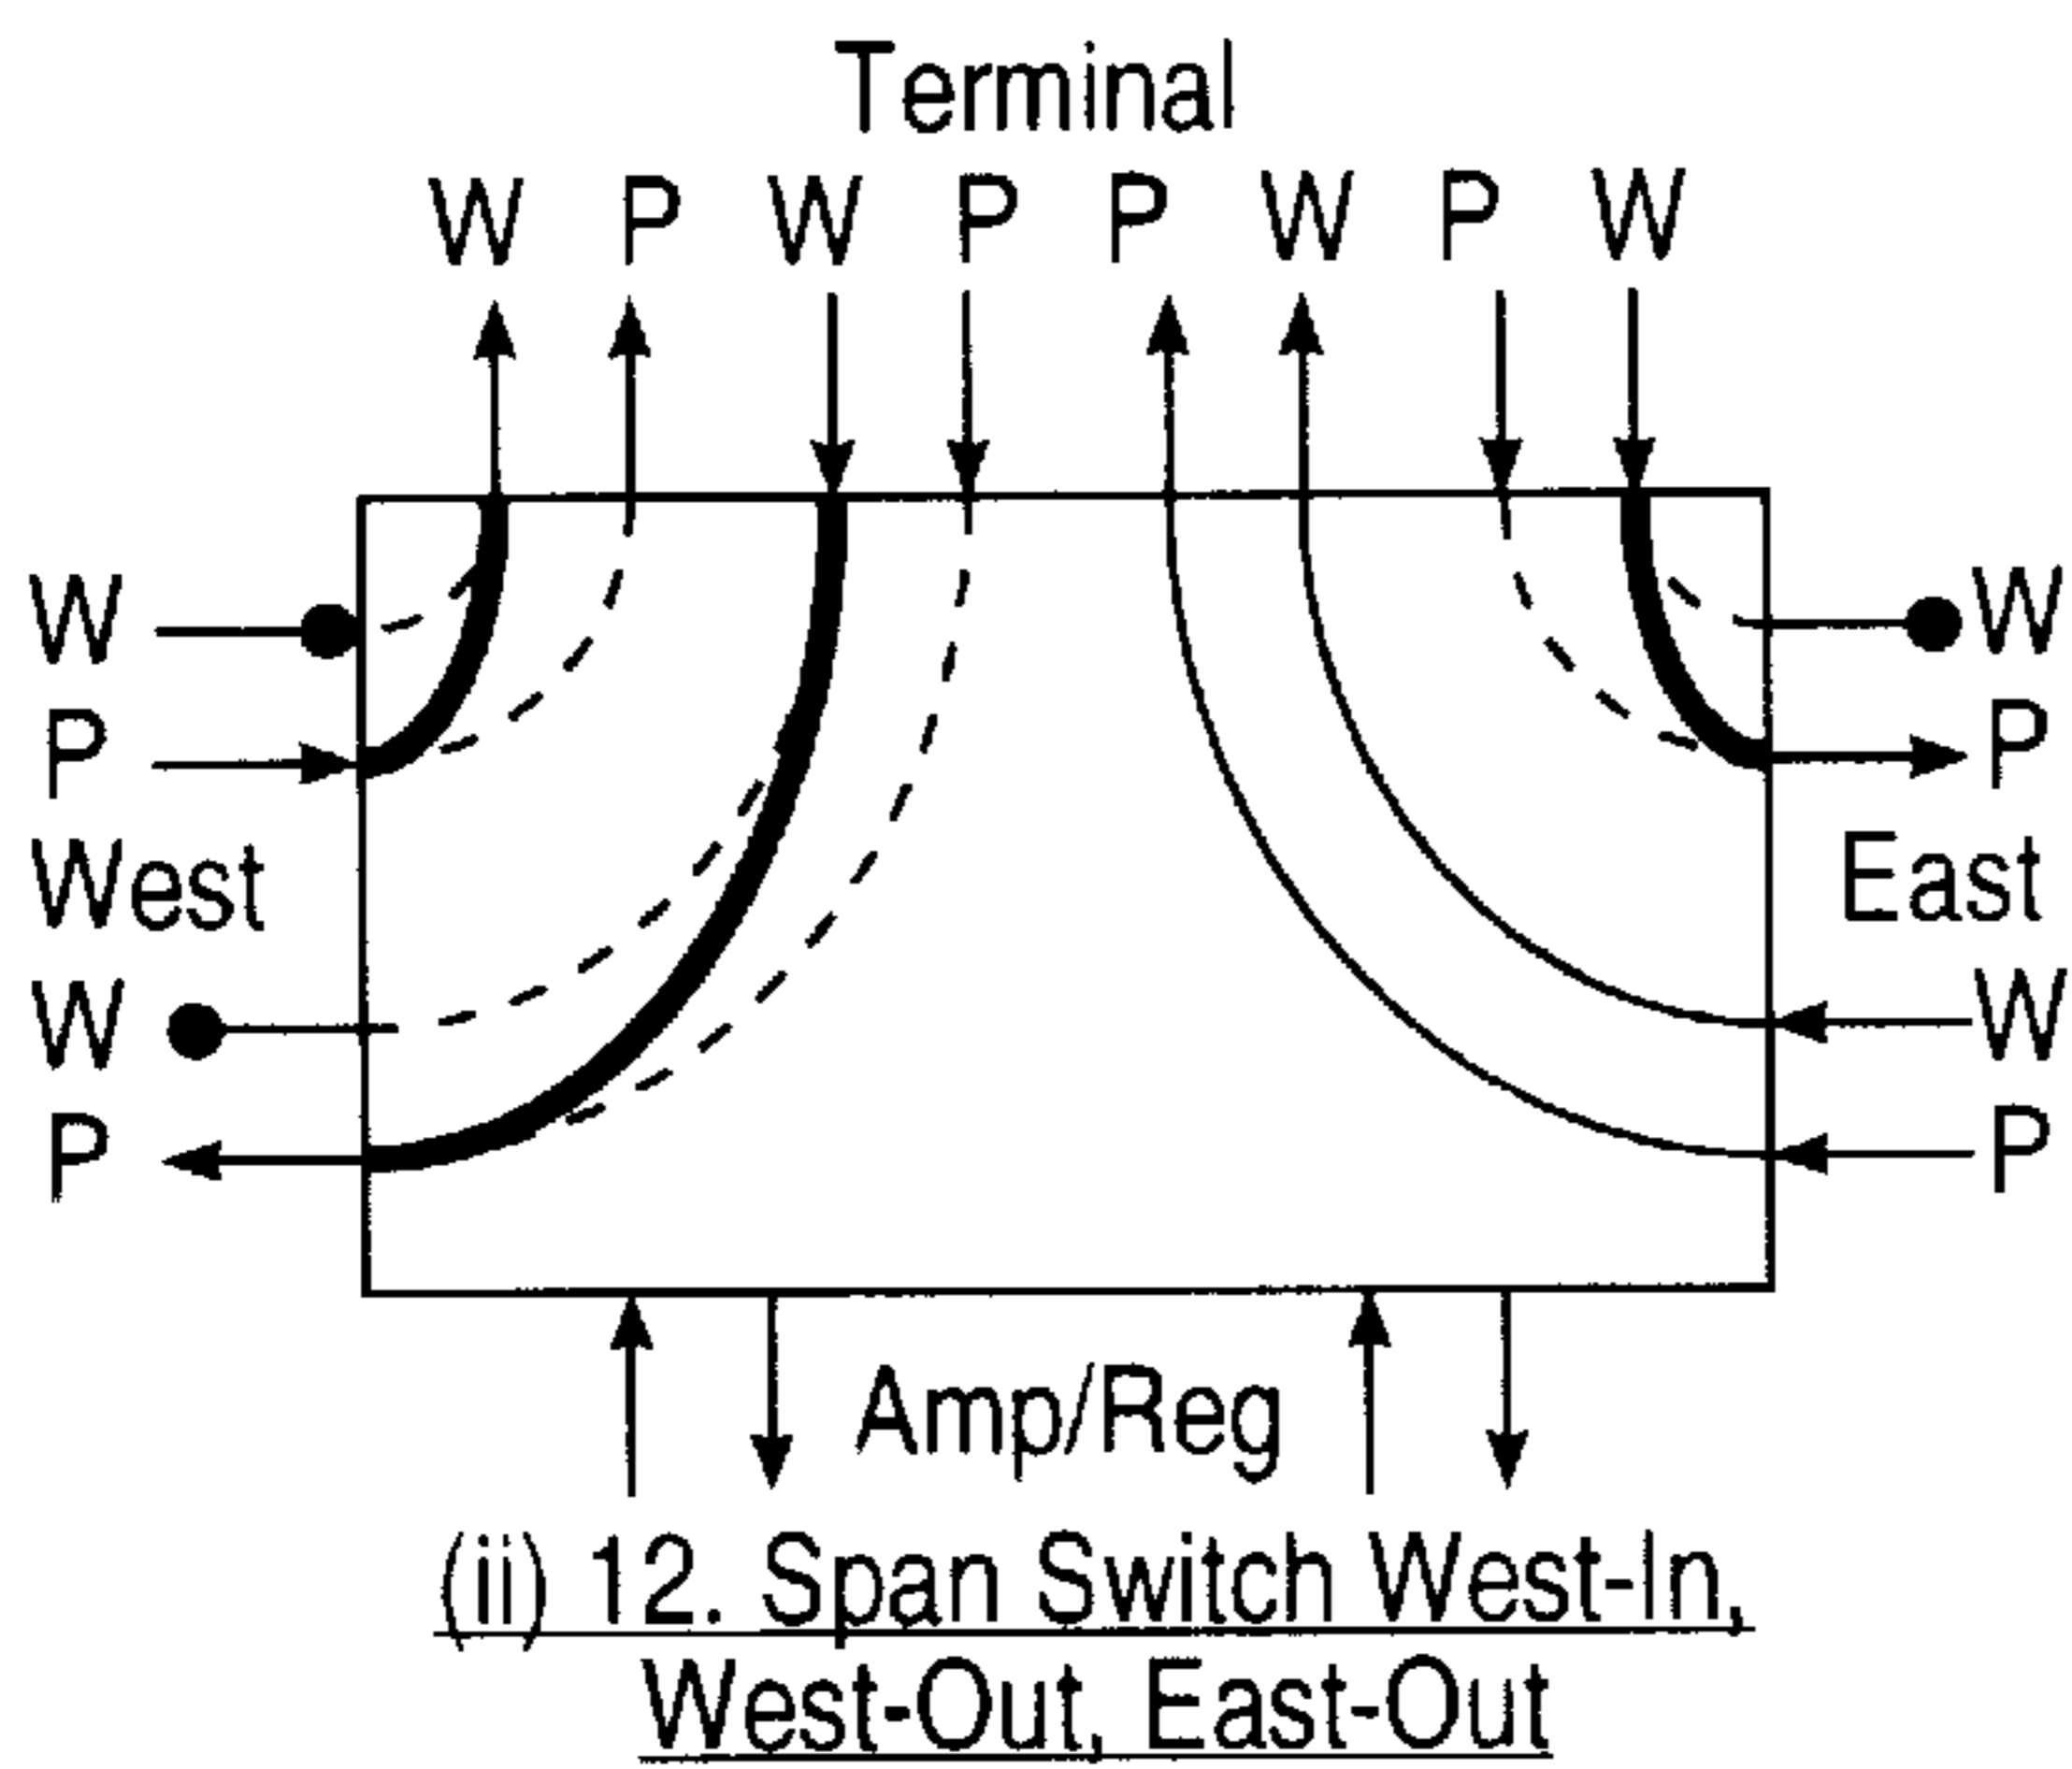 Terminal
W P W P P W P W
W W
P P
West East
W W
P P
Amp/Reg
(ii) 12. Span Switch West-In,
West-Out, East-Out